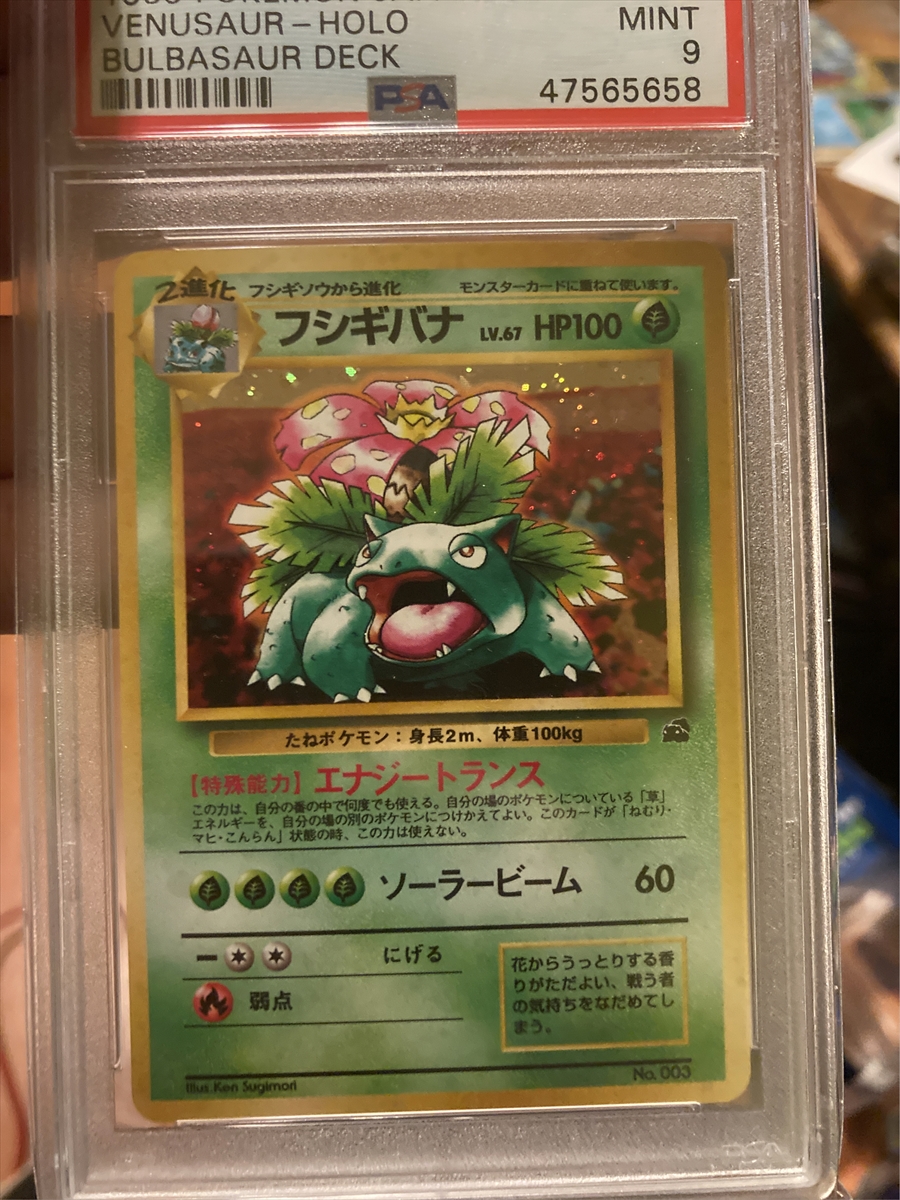 VENUSAUR-HOLO MINT
BULBASAUR DECK 9
PSA 47565658
2進化 フシギソウから進化 モンスターカードに重ねて使います。
フシギバナ LV.67 HP100
たねポケモン：身長2m、体重100kg
【特殊能力】エナジートランス
この力は、自分の番の中で何度でも使える。自分の場のポケモンについている「草」
エネルギーを、自分の場の別のポケモンにつけかえてよい。このカードが「ねむり・
マヒ・こんらん」状態の時、この力は使えない。
ソーラービーム 60
ー にげる
弱点
花からうっとりする香
りがただよい、戦う者
の気持ちをなだめてし
まう。
Illus. Ken Sugimori No. 003